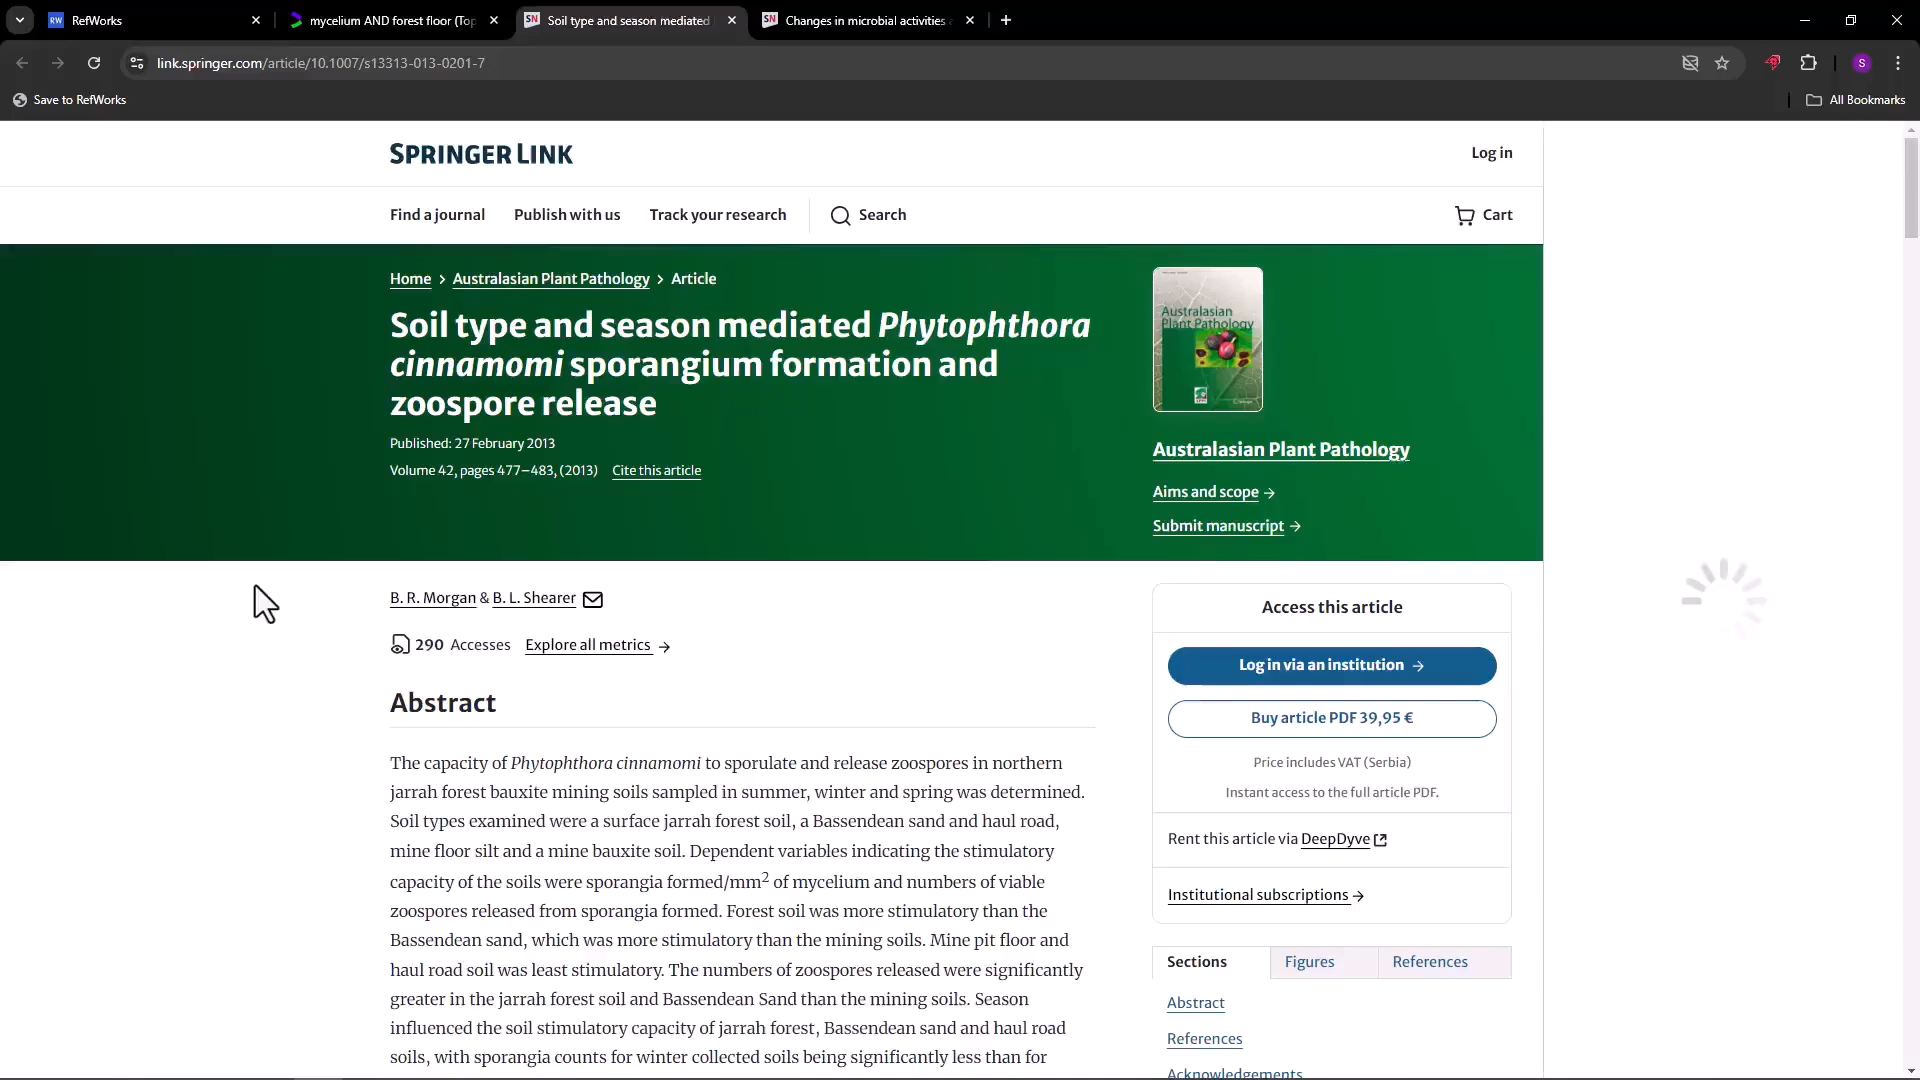 RW RefWorks
mycelium AND forest floor (Top
SN Soil type and season mediated
SN Changes in microbial activities
link.springer.com/article/10.1007/s13313-013-0201-7
S
Save to RefWorks
All Bookmarks
SPRINGER LINK
Log in
Find a journal Publish with us Track your research Search
Cart
Home > Australasian Plant Pathology > Article
Soil type and season mediated Phytophthora
cinnamomi sporangium formation and
zoospore release
Published: 27 February 2013
Volume 42, pages 477–483, (2013) Cite this article
Australasian
Plant Pathology
Australasian Plant Pathology
Aims and scope →
Submit manuscript →
B. R. Morgan & B. L. Shearer
290 Accesses Explore all metrics →
Abstract
The capacity of Phytophthora cinnamomi to sporulate and release zoospores in northern
jarrah forest bauxite mining soils sampled in summer, winter and spring was determined.
Soil types examined were a surface jarrah forest soil, a Bassendean sand and haul road,
mine floor silt and a mine bauxite soil. Dependent variables indicating the stimulatory
capacity of the soils were sporangia formed/mm² of mycelium and numbers of viable
zoospores released from sporangia formed. Forest soil was more stimulatory than the
Bassendean sand, which was more stimulatory than the mining soils. Mine pit floor and
haul road soil was least stimulatory. The numbers of zoospores released were significantly
greater in the jarrah forest soil and Bassendean Sand than the mining soils. Season
influenced the soil stimulatory capacity of jarrah forest, Bassendean sand and haul road
soils, with sporangia counts for winter collected soils being significantly less than for
Access this article
Log in via an institution →
Buy article PDF 39,95 €
Price includes VAT (Serbia)
Instant access to the full article PDF.
Rent this article via DeepDyve
Institutional subscriptions →
Sections Figures References
Abstract
References
Acknowledgements